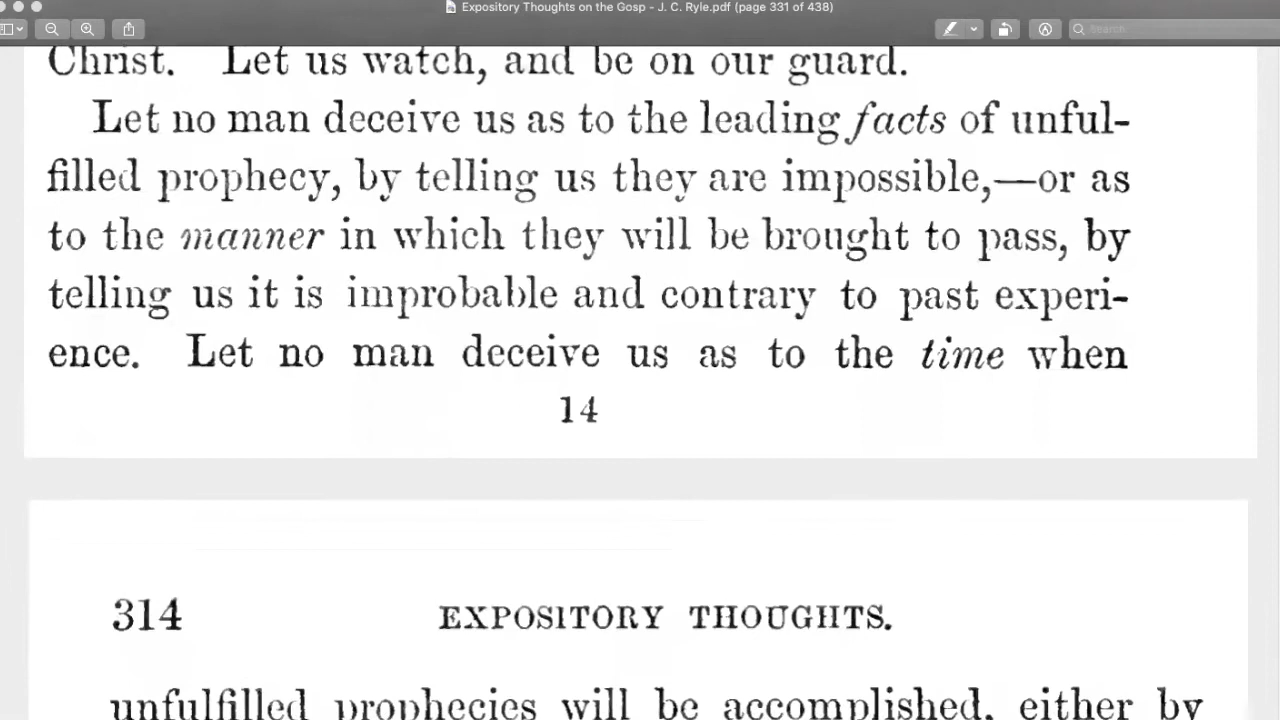 Expository Thoughts on the Gosp - J. C. Ryle.pdf (page 331 of 438)
Search
Christ. Let us watch, and be on our guard.
Let no man deceive us as to the leading facts of unful-
filled prophecy, by telling us they are impossible,—or as
to the manner in which they will be brought to pass, by
telling us it is improbable and contrary to past experi-
ence. Let no man deceive us as to the time when
14
314 EXPOSITORY THOUGHTS.
unfulfilled prophecies will be accomplished, either by